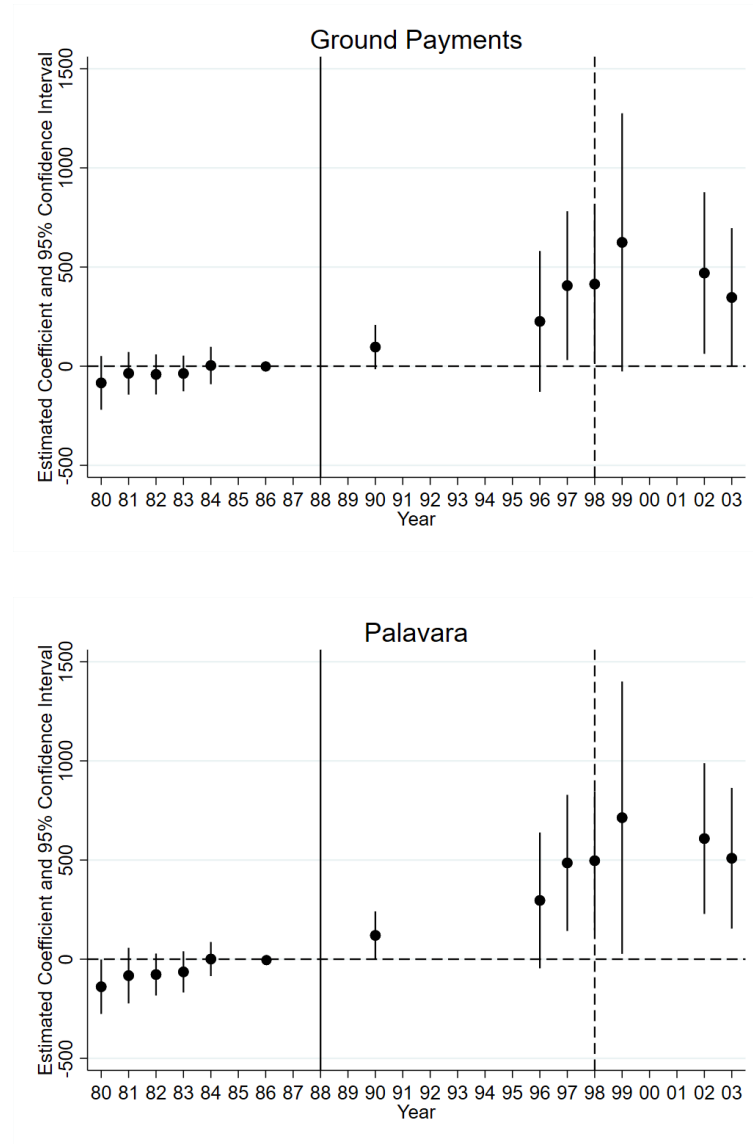 Ground Payments
Estimated Coefficient and 95% Confidence Interval
1500
1000
500
0
-500
80 81 82 83 84 85 86 87 88 89 90 91 92 93 94 95 96 97 98 99 00 01 02 03
Year
Palavara
Estimated Coefficient and 95% Confidence Interval
1500
1000
500
0
-500
80 81 82 83 84 85 86 87 88 89 90 91 92 93 94 95 96 97 98 99 00 01 02 03
Year